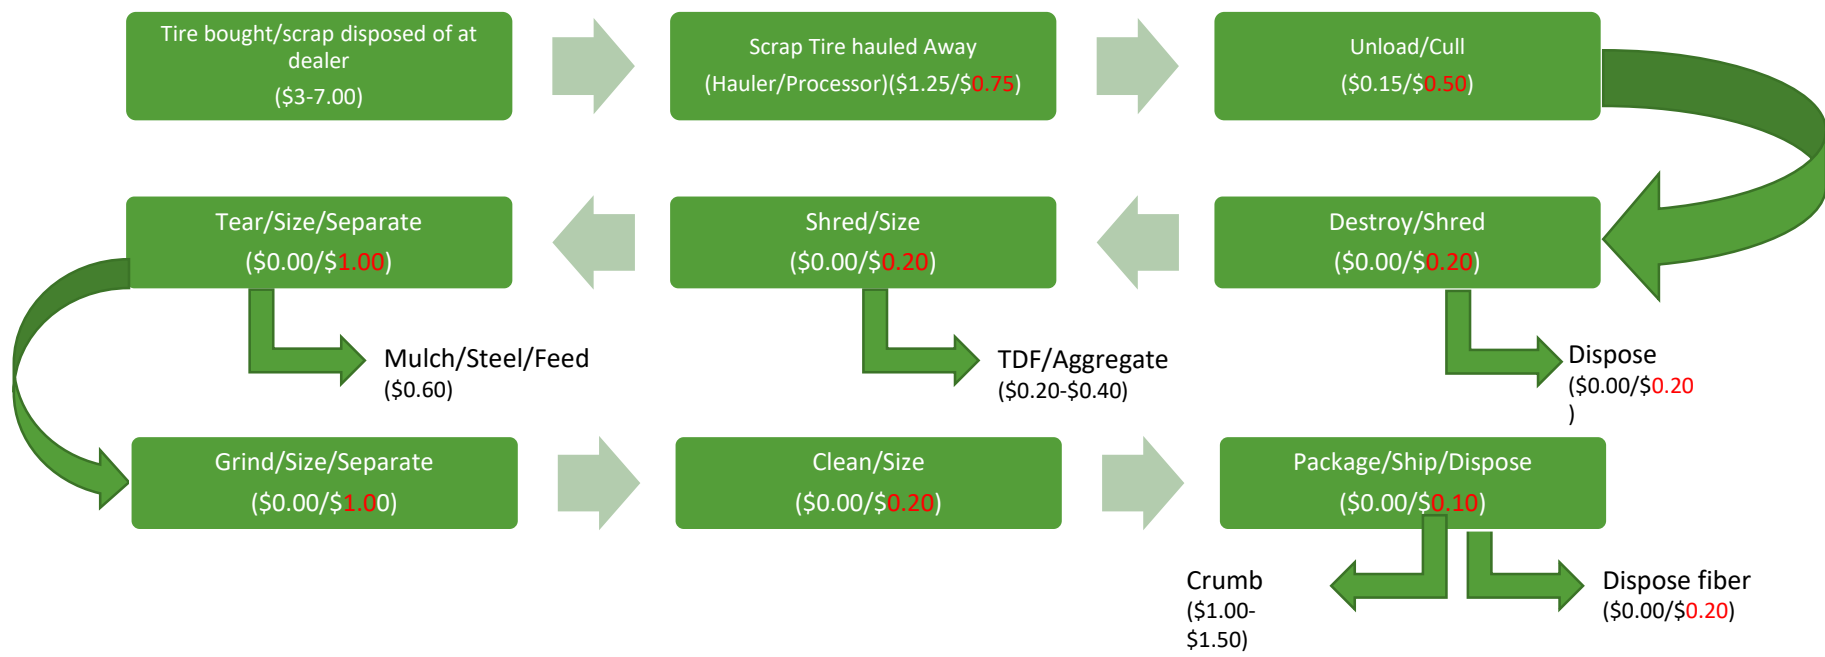 Tire bought/scrap disposed of at
dealer
($3-7.00)
Scrap Tire hauled Away
(Hauler/Processor)($1.25/$0.75)
Unload/Cull
($0.15/$0.50)
Tear/Size/Separate
($0.00/$1.00)
Shred/Size
($0.00/$0.20)
Destroy/Shred
($0.00/$0.20)
Mulch/Steel/Feed
($0.60)
TDF/Aggregate
($0.20-$0.40)
Dispose
($0.00/$0.20
)
Grind/Size/Separate
($0.00/$1.00)
Clean/Size
($0.00/$0.20)
Package/Ship/Dispose
($0.00/$0.10)
Crumb
($1.00-
$1.50)
Dispose fiber
($0.00/$0.20)